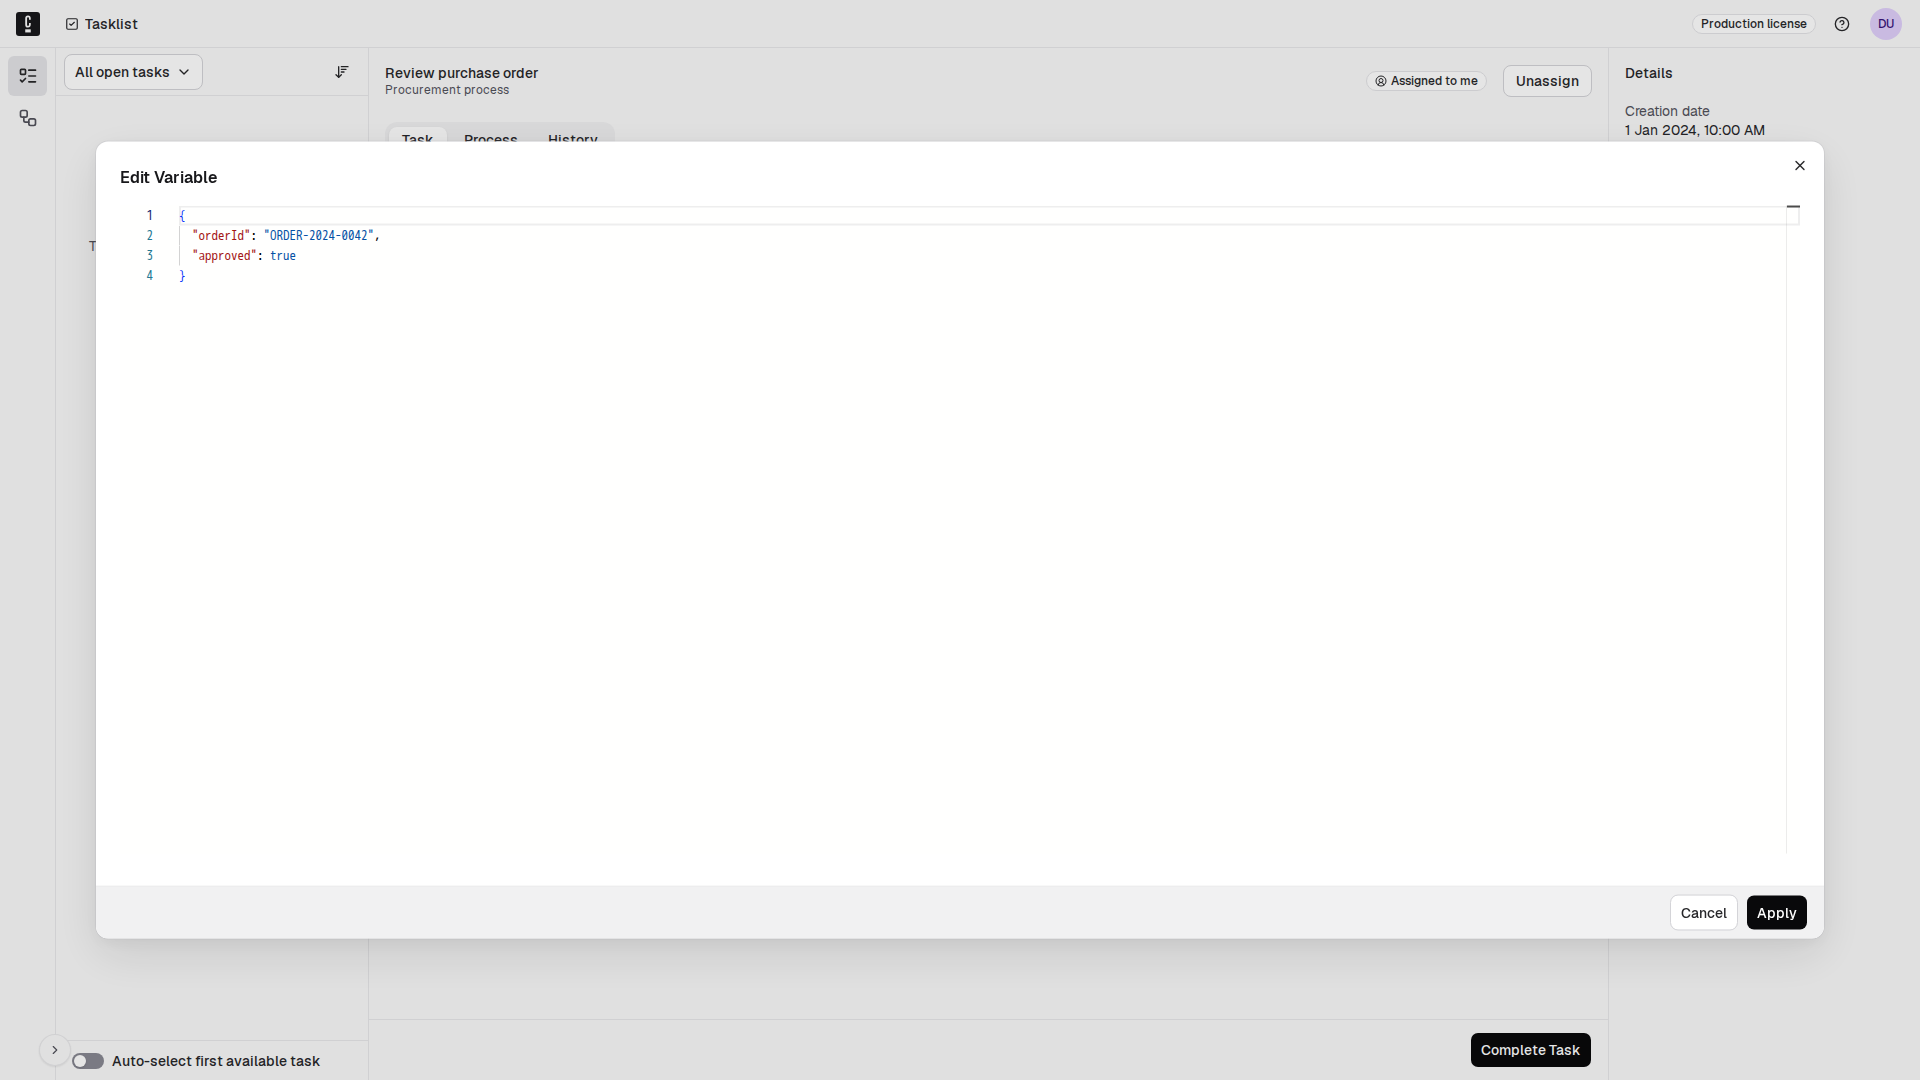 Tasklist
Production license
DU
All open tasks
Review purchase order
Procurement process
Assigned to me
Unassign
Details
Creation date
1 Jan 2024, 10:00 AM
Task
Process
History
Edit Variable
1 {
2 "orderId": "ORDER-2024-0042",
3 "approved": true
4 }
Cancel
Apply
Complete Task
Auto-select first available task